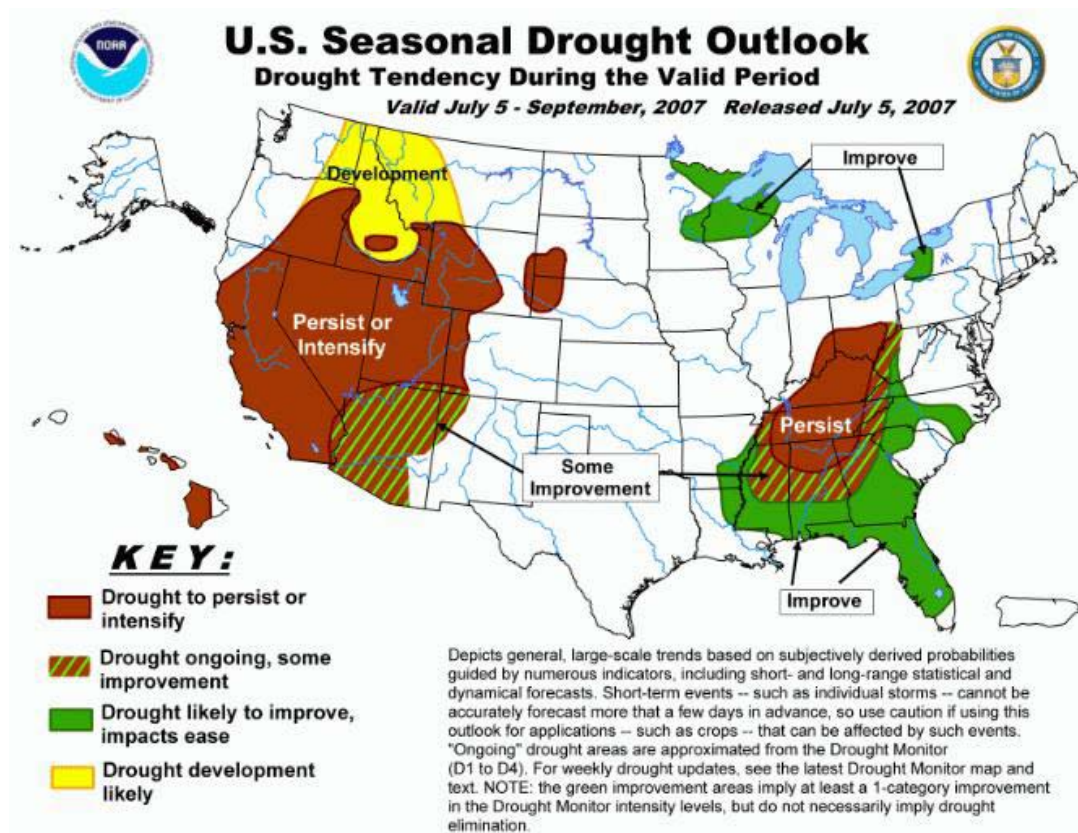 NOAA
U.S. Seasonal Drought Outlook
Drought Tendency During the Valid Period
Valid July 5 - September, 2007 Released July 5, 2007
Improve
Development
Persist or
Intensify
Persist
Some
Improvement
Improve
KEY:
Drought to persist or
intensify
Drought ongoing, some
improvement
Drought likely to improve,
impacts ease
Drought development
likely
Depicts general, large-scale trends based on subjectively derived probabilities
guided by numerous indicators, including short- and long-range statistical and
dynamical forecasts. Short-term events -- such as individual storms -- cannot be
accurately forecast more that a few days in advance, so use caution if using this
outlook for applications -- such as crops -- that can be affected by such events.
"Ongoing" drought areas are approximated from the Drought Monitor
(D1 to D4). For weekly drought updates, see the latest Drought Monitor map and
text. NOTE: the green improvement areas imply at least a 1-category improvement
in the Drought Monitor intensity levels, but do not necessarily imply drought
elimination.